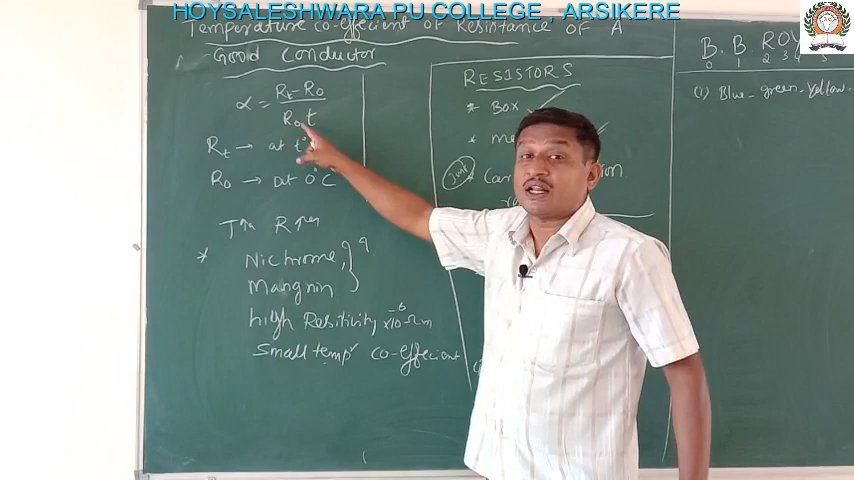 HOYSALESHWARA PU COLLEGE , ARSIKERE
Temperature co-efficient of Resistance OF A
Good Conductor
α = Rt - R0
R0 t
Rt → at t°
R0 → at 0°C
*
Nichrome,
Mangnin
high Resitivity ×10⁻⁶ Ω m
Small temp co-efficient
RESISTORS
* Box
*
B. B ROY
0 1 2 3 4 5
(1) Blue - green - yellow.